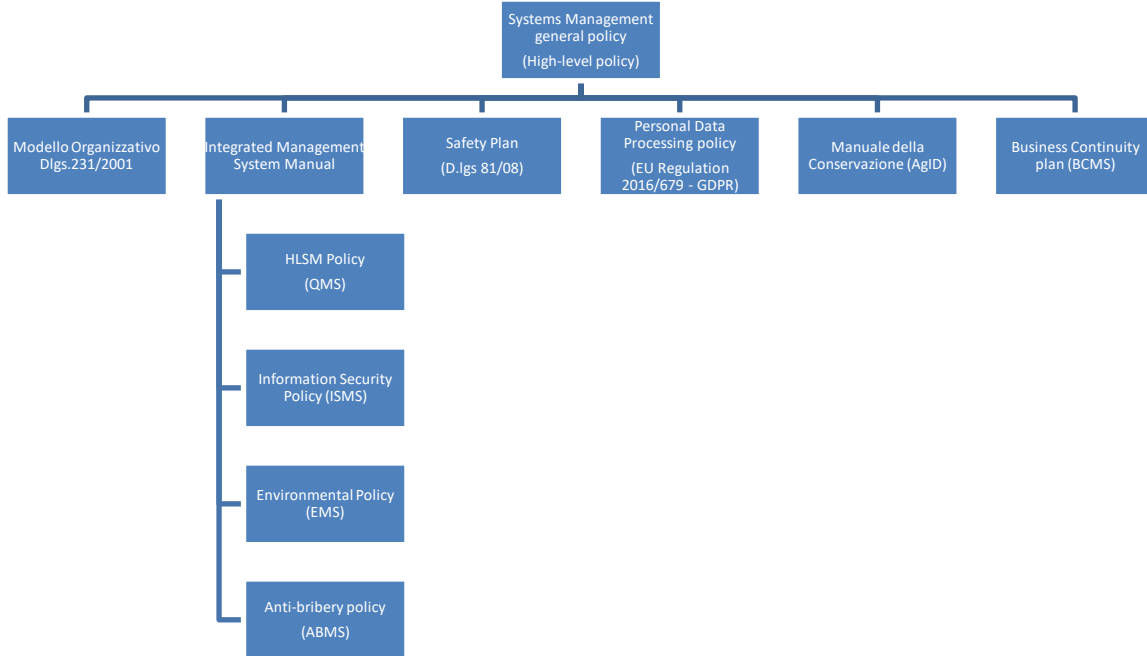 Systems Management
general policy
(High-level policy)
Modello Organizzativo
Dlgs.231/2001
Integrated Management
System Manual
Safety Plan
(D.lgs 81/08)
Personal Data
Processing policy
(EU Regulation
2016/679 - GDPR)
Manuale della
Conservazione (AgID)
Business Continuity
plan (BCMS)
HLSM Policy
(QMS)
Information Security
Policy (ISMS)
Environmental Policy
(EMS)
Anti-bribery policy
(ABMS)